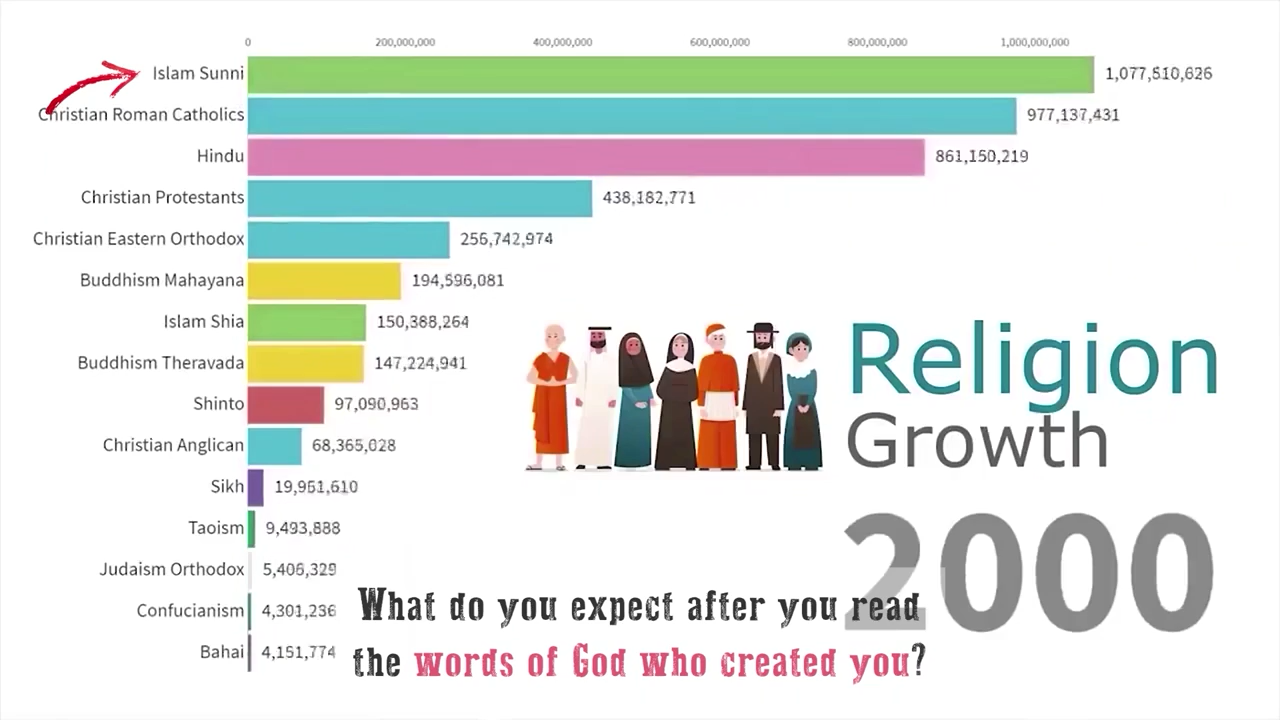 0 200,000,000 400,000,000 600,000,000 800,000,000 1,000,000,000
Islam Sunni 1,077,510,626
Christian Roman Catholics 977,137,431
Hindu 861,150,219
Christian Protestants 438,182,771
Christian Eastern Orthodox 256,742,974
Buddhism Mahayana 194,596,081
Islam Shia 150,388,264
Buddhism Theravada 147,224,941
Shinto 97,090,963
Christian Anglican 68,365,028
Sikh 19,951,610
Taoism 9,493,888
Judaism Orthodox 5,406,329
Confucianism 4,301,236
Bahai 4,151,774
Religion
Growth
2000
What do you expect after you read
the words of God who created you?